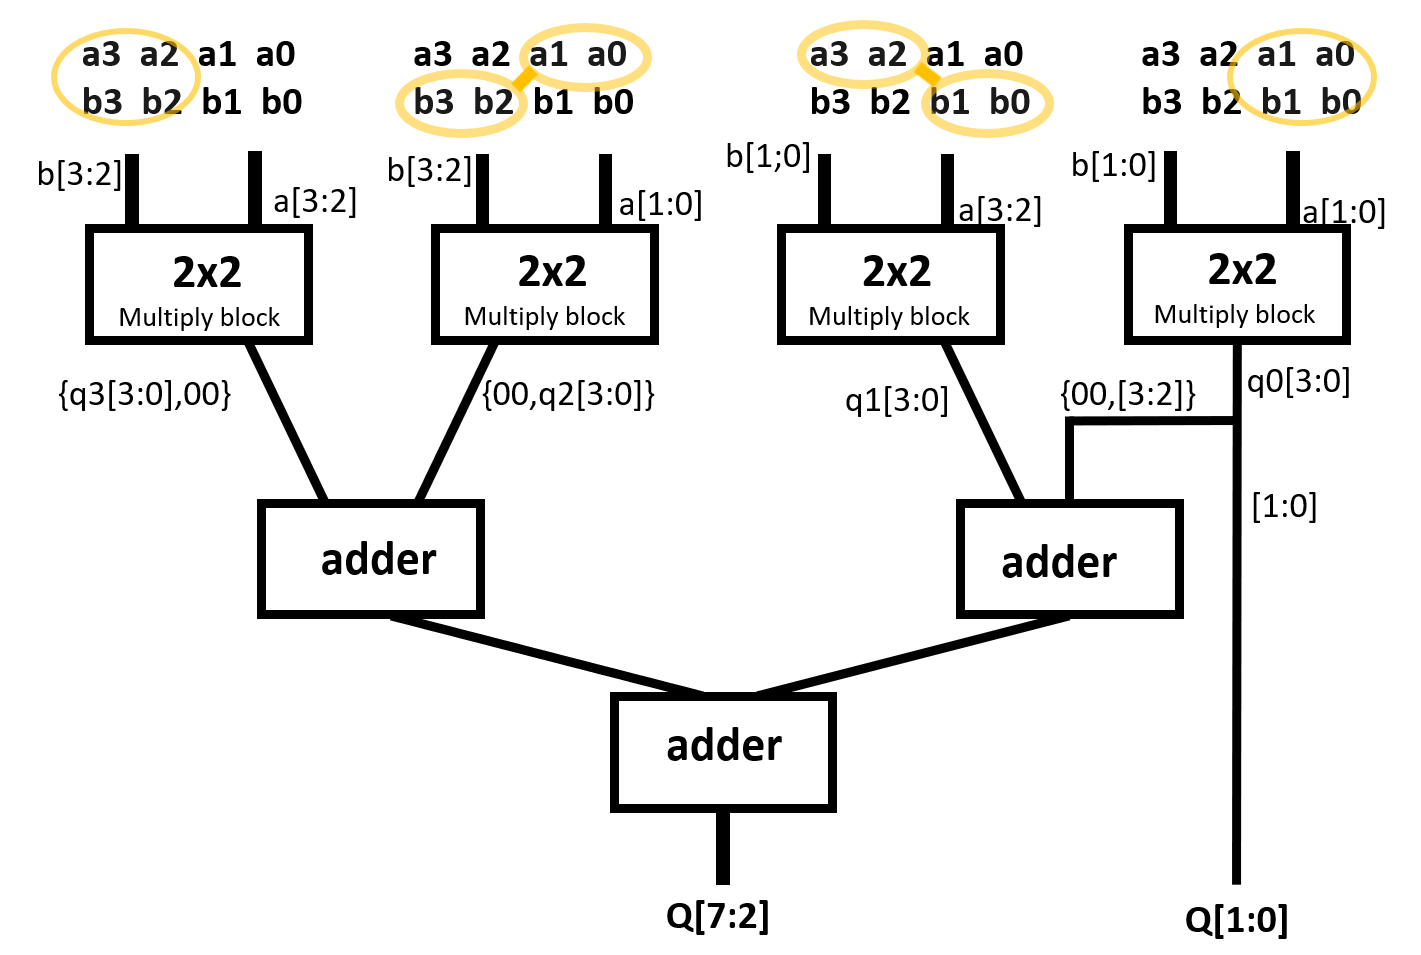 a3 a2 a1 a0
b3 b2 b1 b0
a3 a2 a1 a0
b3 b2 b1 b0
a3 a2 a1 a0
b3 b2 b1 b0
a3 a2 a1 a0
b3 b2 b1 b0
b[3:2]
a[3:2]
b[3:2]
a[1:0]
b[1;0]
a[3:2]
b[1:0]
a[1:0]
2x2
Multiply block
2x2
Multiply block
2x2
Multiply block
2x2
Multiply block
{q3[3:0],00}
{00,q2[3:0]}
q1[3:0]
{00,[3:2]}
q0[3:0]
[1:0]
adder
adder
adder
Q[7:2]
Q[1:0]